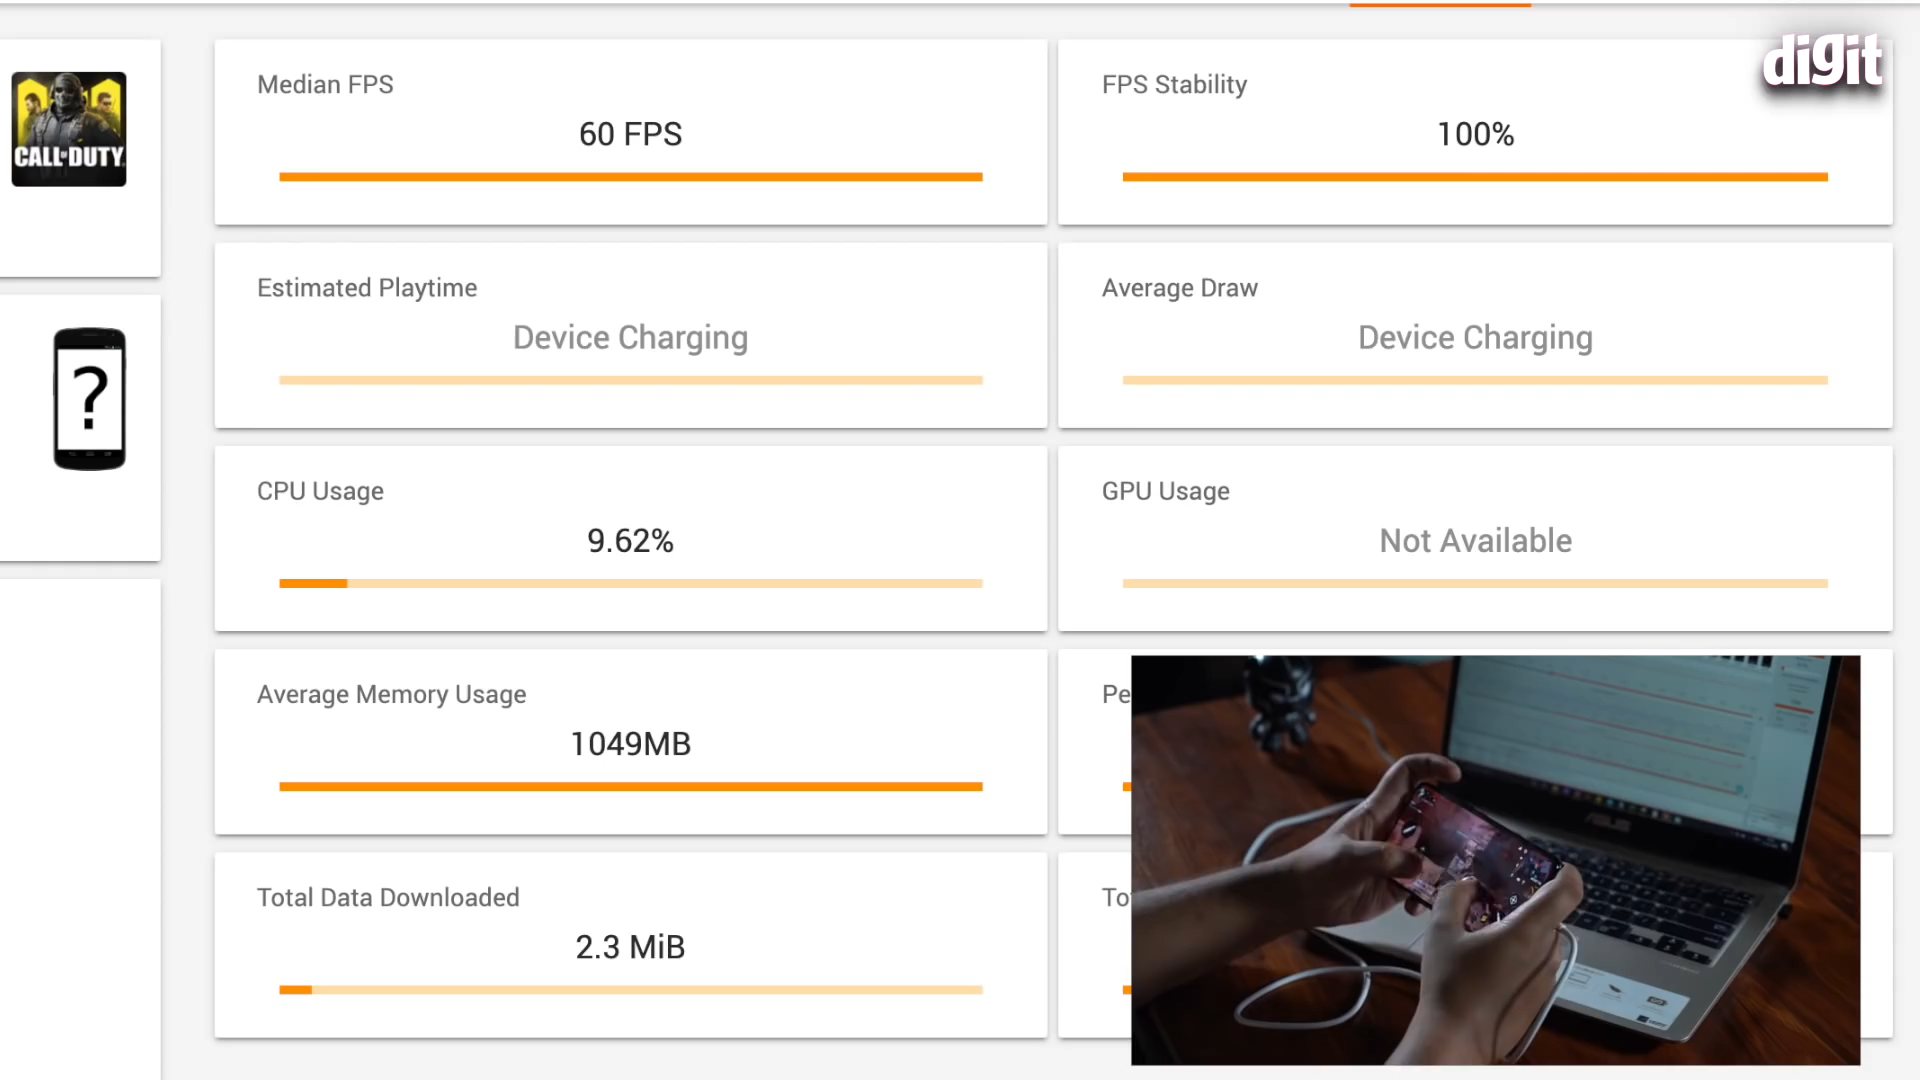 digit
CALL OF DUTY
Median FPS
60 FPS
FPS Stability
100%
Estimated Playtime
Device Charging
Average Draw
Device Charging
?
CPU Usage
9.62%
GPU Usage
Not Available
Average Memory Usage
1049MB
Pe
Total Data Downloaded
2.3 MiB
To
ASUS